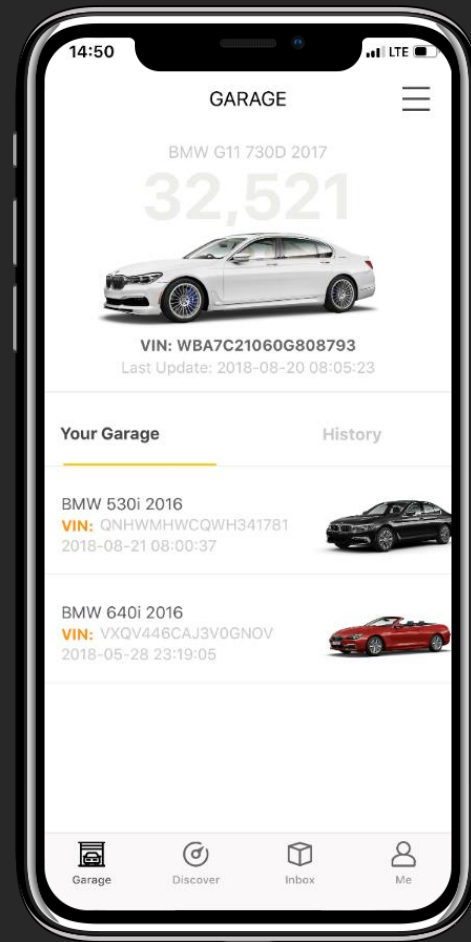 14:50
LTE
GARAGE
BMW G11 730D 2017
32,521
VIN: WBA7C21060G808793
Last Update: 2018-08-20 08:05:23
Your Garage
History
BMW 530i 2016
VIN: QNHWMHWCQWH341781
2018-08-21 08:00:37
BMW 640i 2016
VIN: VXQV446CAJ3V0GNOV
2018-05-28 23:19:05
Garage
Discover
Inbox
Me